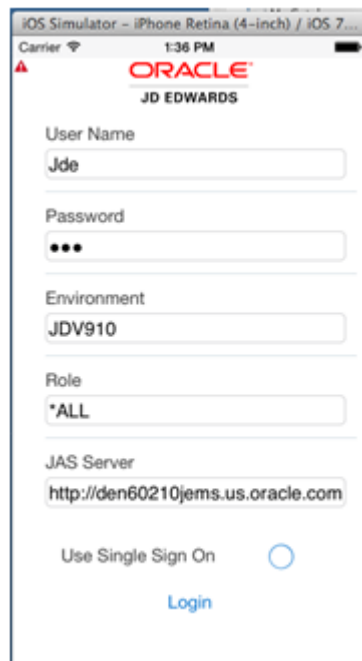 iOS Simulator – iPhone Retina (4-inch) / iOS 7...
Carrier 1:36 PM
ORACLE
JD EDWARDS
User Name
Jde
Password
•••
Environment
JDV910
Role
*ALL
JAS Server
http://den60210jems.us.oracle.com
Use Single Sign On
Login